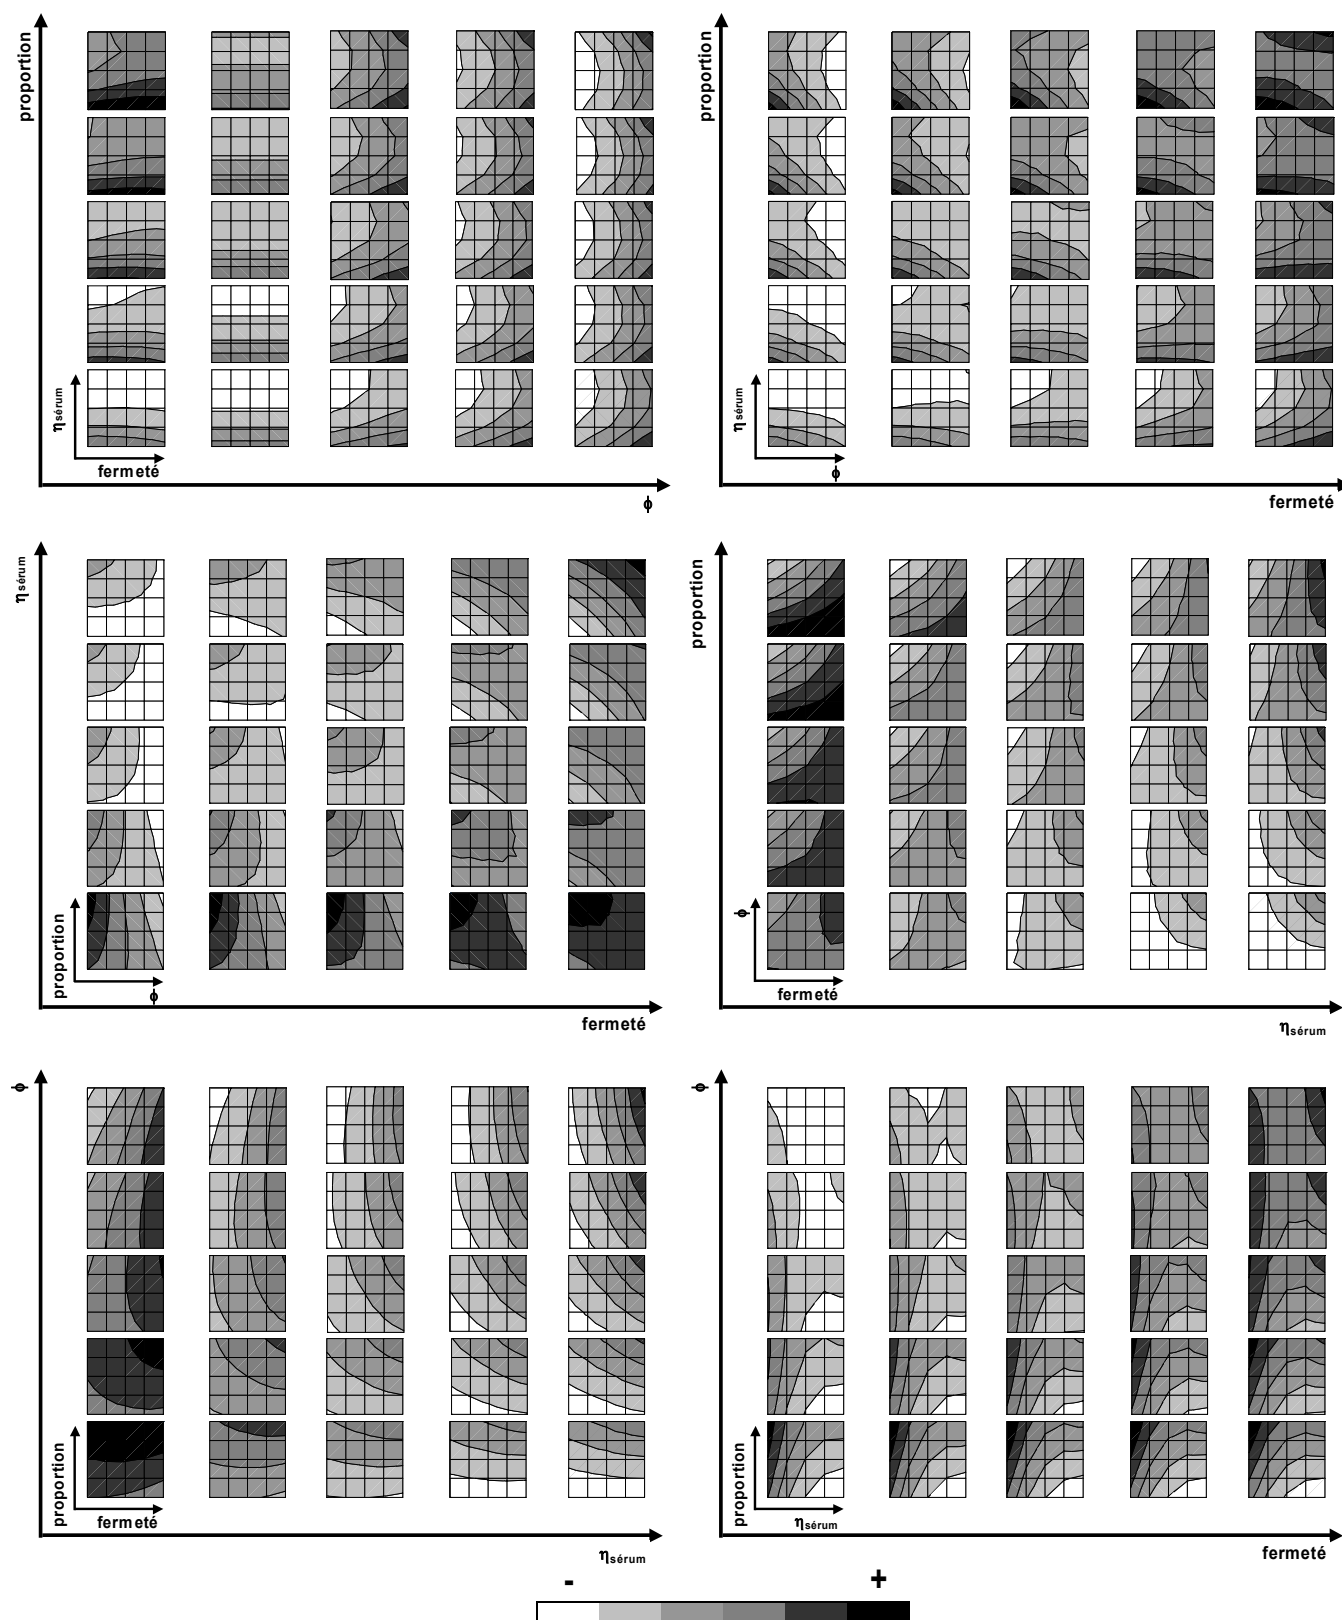 proportion
ηsérum
fermeté
ϕ
proportion
ηsérum
ϕ
fermeté
ηsérum
proportion
ϕ
fermeté
proportion
ϕ
fermeté
ηsérum
ϕ
proportion
fermeté
ηsérum
ϕ
proportion
ηsérum
fermeté
- +